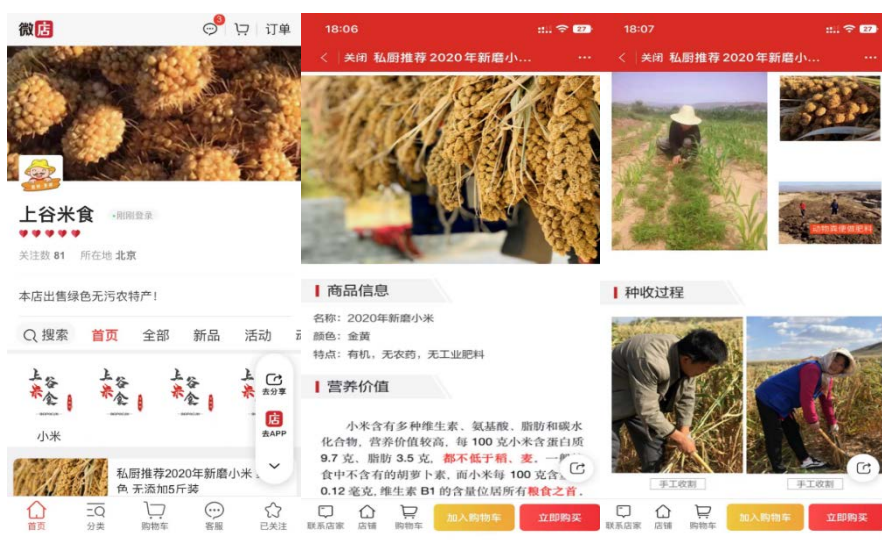 微店
3
订单
上谷米食
刚刚登录
关注数 81 所在地 北京
本店出售绿色无污农特产！
搜索 首页 全部 新品 活动
上谷米食
上谷米食
上谷米食
小米
去分享
店
去APP
私厨推荐2020年新磨小米
色 无添加5斤装
首页 分类 购物车 客服 已关注
18:06
27
关闭 私厨推荐2020年新磨小...
商品信息
名称：2020年新磨小米
颜色：金黄
特点：有机，无农药，无工业肥料
营养价值
小米含有多种维生素、氨基酸、脂肪和碳水
化合物，营养价值较高，每 100 克小米含蛋白质
9.7 克、脂肪 3.5 克，都不低于稻、麦。一般
食中不含有的胡萝卜素，而小米每 100 克含
0.12 毫克，维生素 B1 的含量位居所有粮食之首．
联系店家 店铺 购物车 加入购物车 立即购买
18:07
27
关闭 私厨推荐2020年新磨小...
动物粪便做肥料
种收过程
手工收割 手工收割
联系店家 店铺 购物车 加入购物车 立即购买